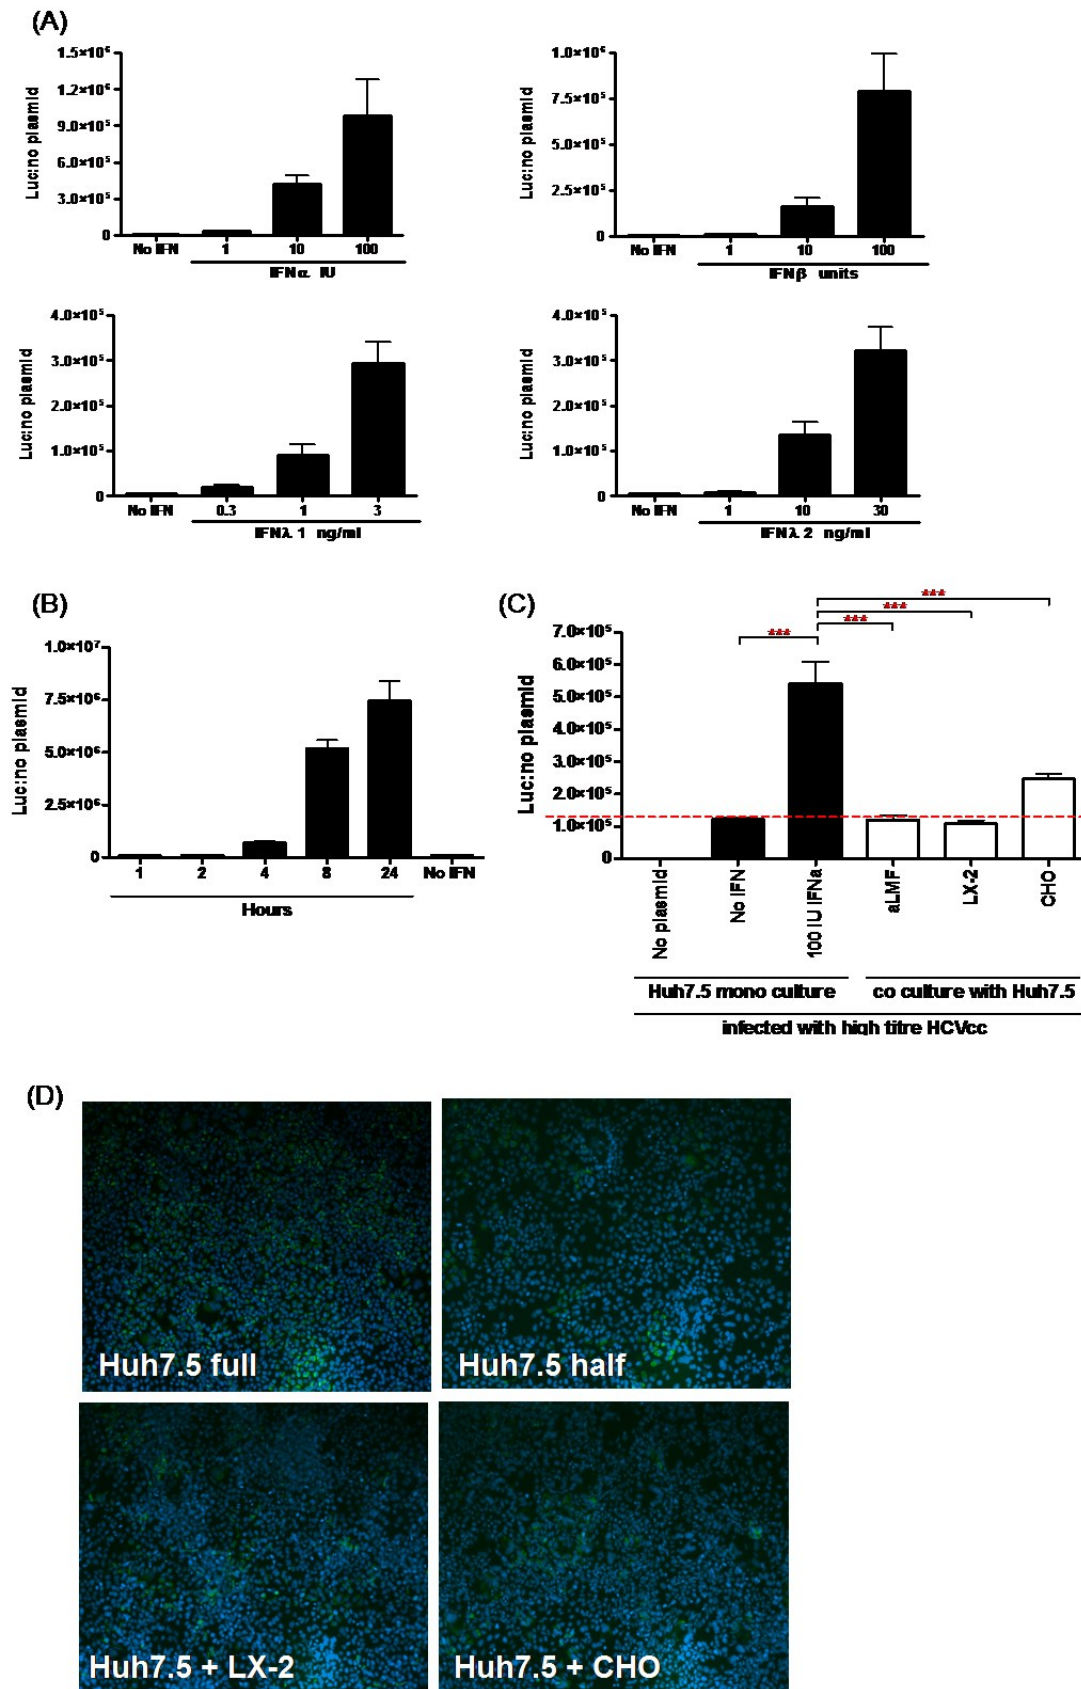 (A)
Luc:no plasmid
1.5×10⁶
1.2×10⁶
9.0×10⁵
6.0×10⁵
3.0×10⁵
0
No IFN 1 10 100
IFNα IU
Luc:no plasmid
1.0×10⁶
7.5×10⁵
5.0×10⁵
2.5×10⁵
0
No IFN 1 10 100
IFNβ units
Luc:no plasmid
4.0×10⁵
3.0×10⁵
2.0×10⁵
1.0×10⁵
0
No IFN 0.3 1 3
IFNλ 1 ng/ml
Luc:no plasmid
4.0×10⁵
3.0×10⁵
2.0×10⁵
1.0×10⁵
0
No IFN 1 10 30
IFNλ 2 ng/ml
(B)
Luc:no plasmid
1.0×10⁷
7.5×10⁶
5.0×10⁶
2.5×10⁶
0
1 2 4 8 24 No IFN
Hours
(C)
Luc:no plasmid
***
***
***
***
7.0×10⁵
6.0×10⁵
5.0×10⁵
4.0×10⁵
3.0×10⁵
2.0×10⁵
1.0×10⁵
0
No plasmid
No IFN
100 IU IFNa
aLMF
LX-2
CHO
Huh7.5 mono culture
co culture with Huh7.5
infected with high titre HCVcc
(D)
Huh7.5 full
Huh7.5 half
Huh7.5 + LX-2
Huh7.5 + CHO